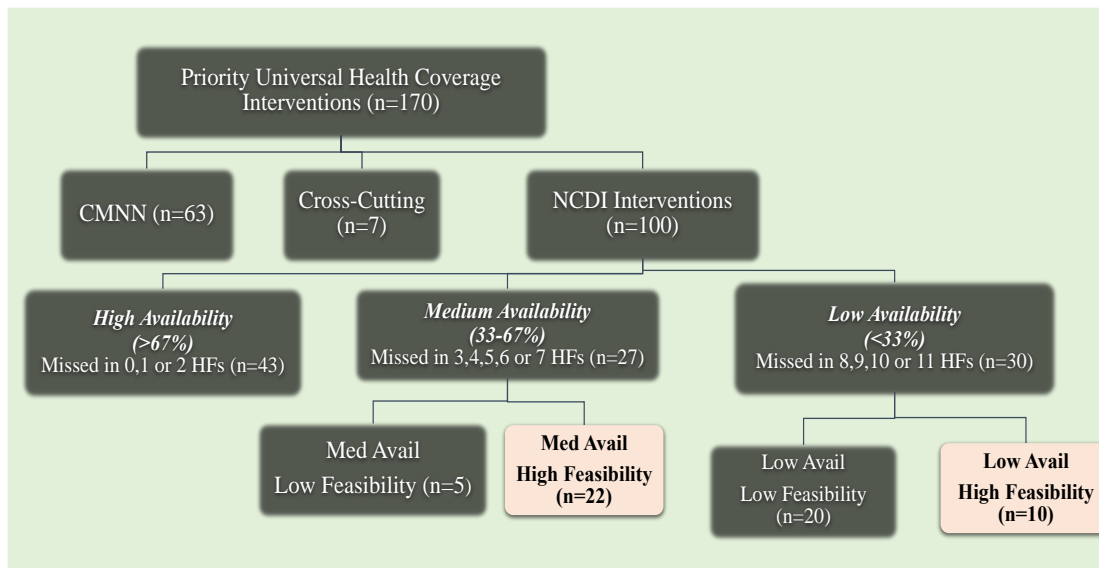 Priority Universal Health Coverage
Interventions (n=170)
CMNN (n=63)
Cross-Cutting
(n=7)
NCDI Interventions
(n=100)
High Availability
(>67%)
Missed in 0,1 or 2 HFs (n=43)
Medium Availability
(33-67%)
Missed in 3,4,5,6 or 7 HFs (n=27)
Low Availability
(<33%)
Missed in 8,9,10 or 11 HFs (n=30)
Med Avail
Low Feasibility (n=5)
Med Avail
High Feasibility
(n=22)
Low Avail
Low Feasibility
(n=20)
Low Avail
High Feasibility
(n=10)